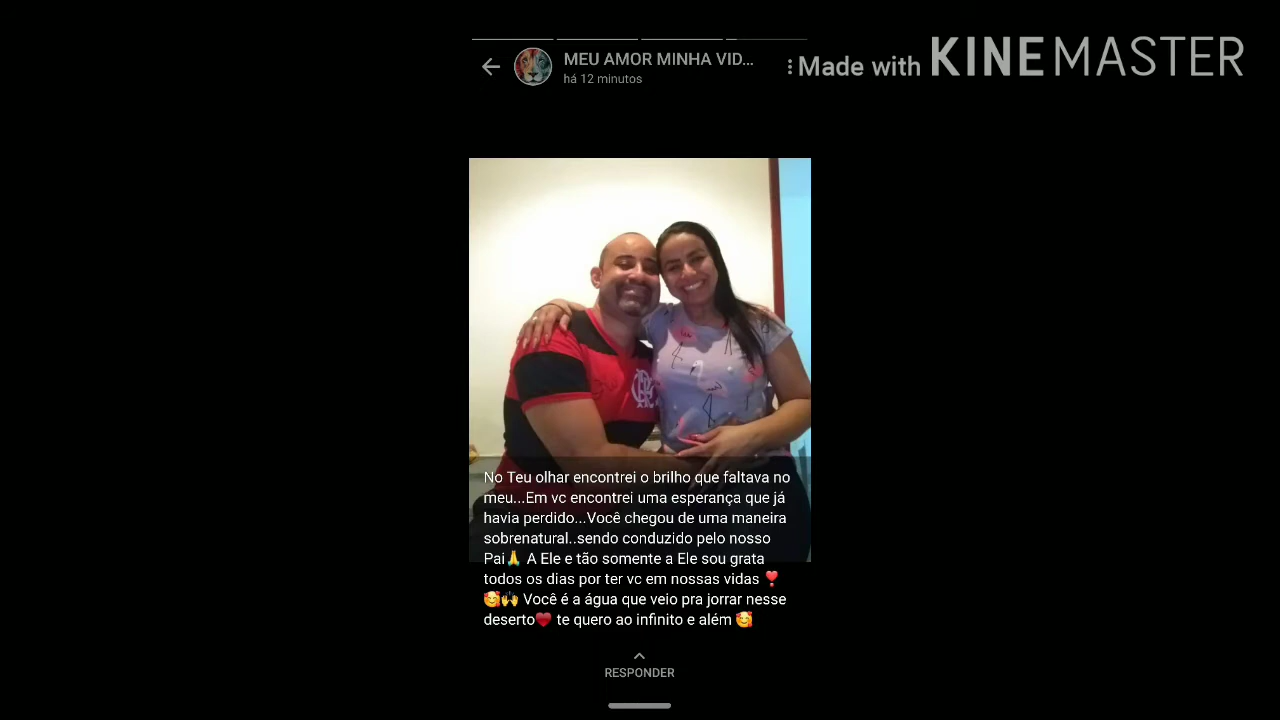 MEU AMOR MINHA VID...
há 12 minutos
Made with KINEMASTER
No Teu olhar encontrei o brilho que faltava no
meu...Em vc encontrei uma esperança que já
havia perdido...Você chegou de uma maneira
sobrenatural..sendo conduzido pelo nosso
Pai🙏 A Ele e tão somente a Ele sou grata
todos os dias por ter vc em nossas vidas ❣️
🥰🙌 Você é a água que veio pra jorrar nesse
deserto❤️ te quero ao infinito e além 🥰
RESPONDER